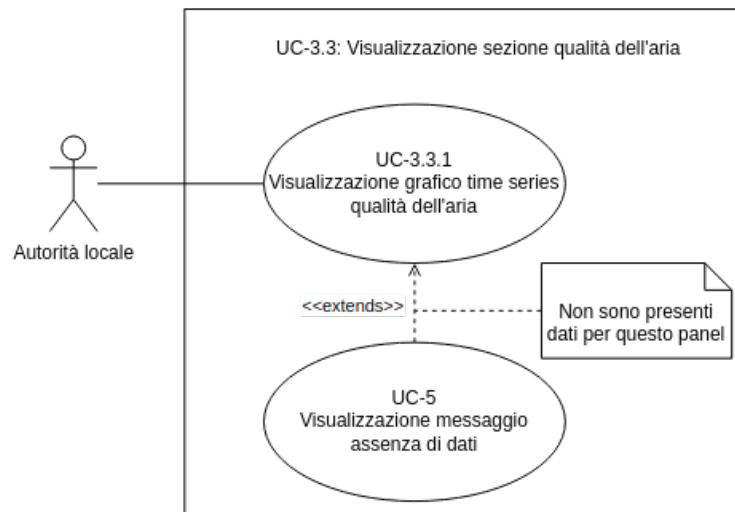 UC-3.3: Visualizzazione sezione qualità dell'aria
UC-3.3.1
Visualizzazione grafico time series
qualità dell'aria
Autorità locale
<<extends>>
Non sono presenti
dati per questo panel
UC-5
Visualizzazione messaggio
assenza di dati